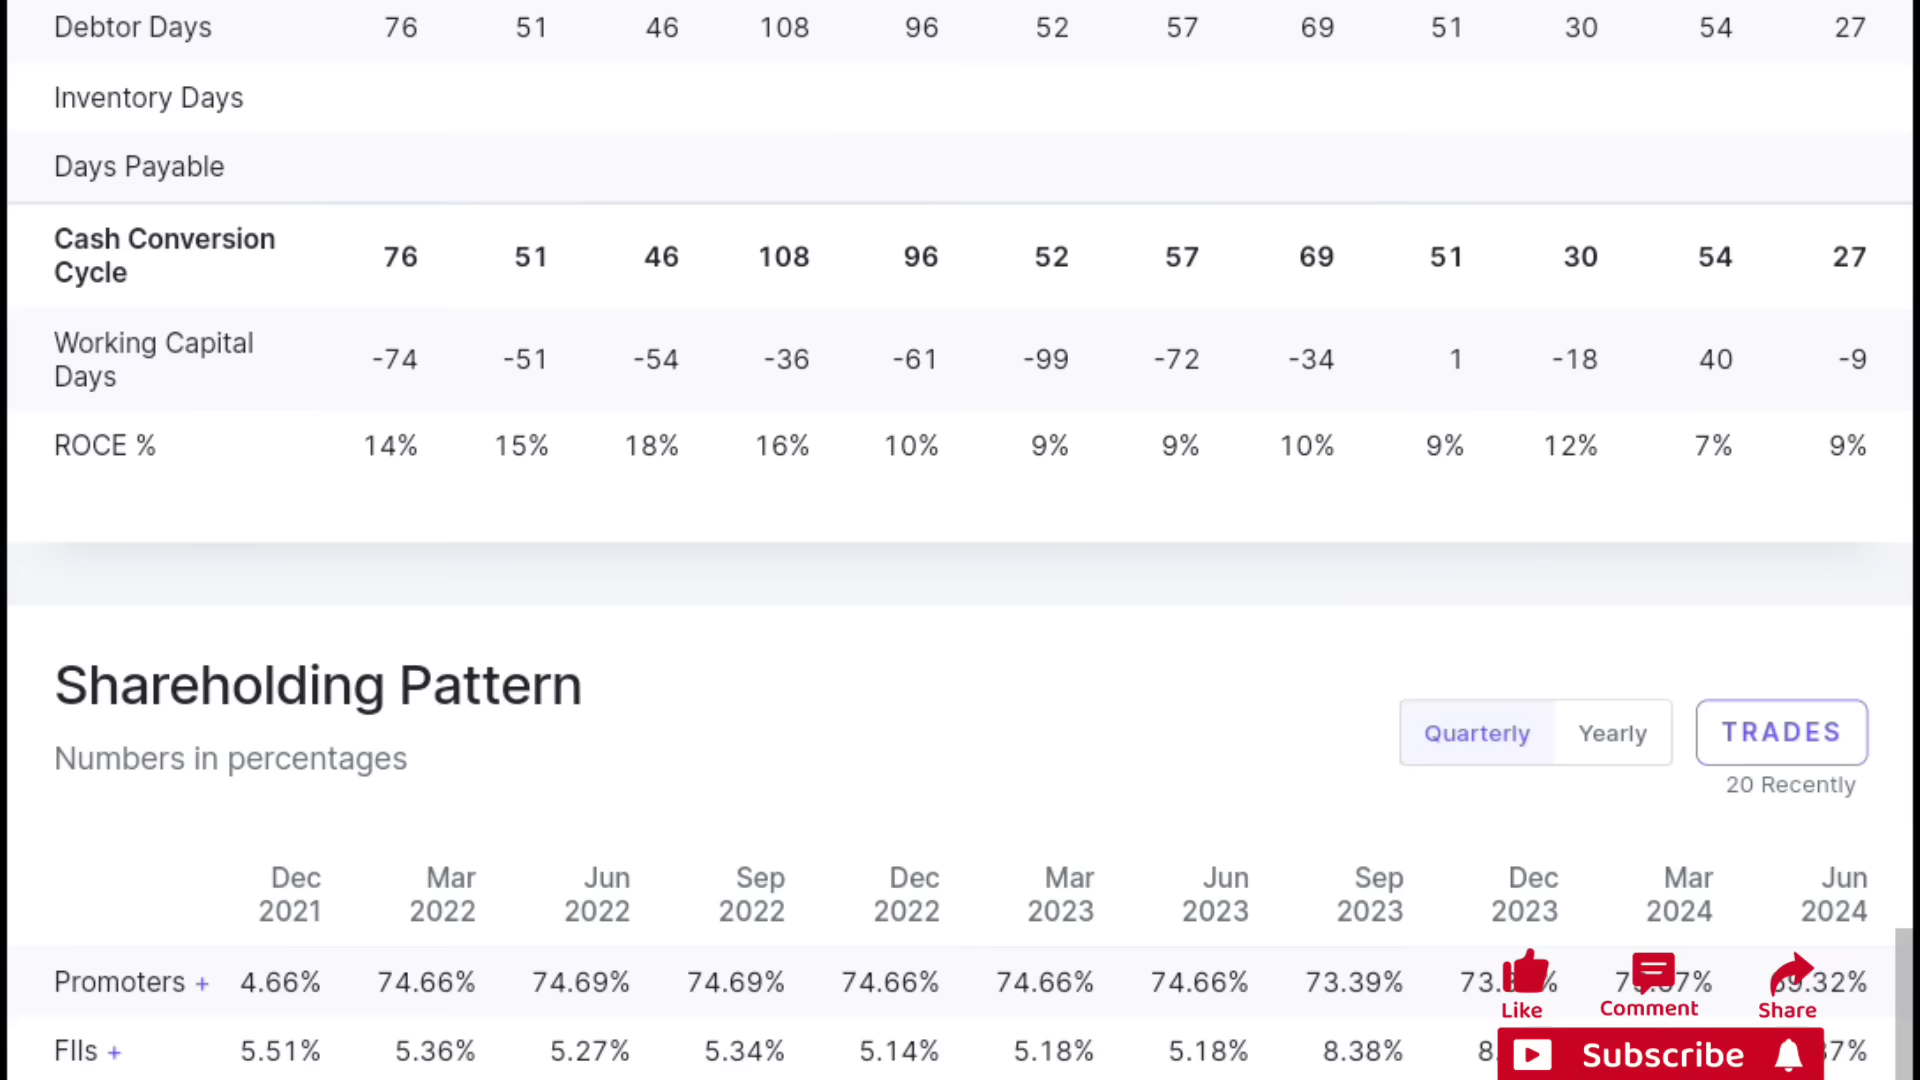 Debtor Days 76 51 46 108 96 52 57 69 51 30 54 27
Inventory Days
Days Payable
Cash Conversion
Cycle 76 51 46 108 96 52 57 69 51 30 54 27
Working Capital
Days -74 -51 -54 -36 -61 -99 -72 -34 1 -18 40 -9
ROCE % 14% 15% 18% 16% 10% 9% 9% 10% 9% 12% 7% 9%
Shareholding Pattern
Numbers in percentages
Quarterly Yearly TRADES
20 Recently
Dec Mar Jun Sep Dec Mar Jun Sep Dec Mar Jun
2021 2022 2022 2022 2022 2023 2023 2023 2023 2024 2024
Promoters + 4.66% 74.66% 74.69% 74.69% 74.66% 74.66% 74.66% 73.39%
Like Comment Share
FIIs + 5.51% 5.36% 5.27% 5.34% 5.14% 5.18% 5.18% 8.38%
Subscribe